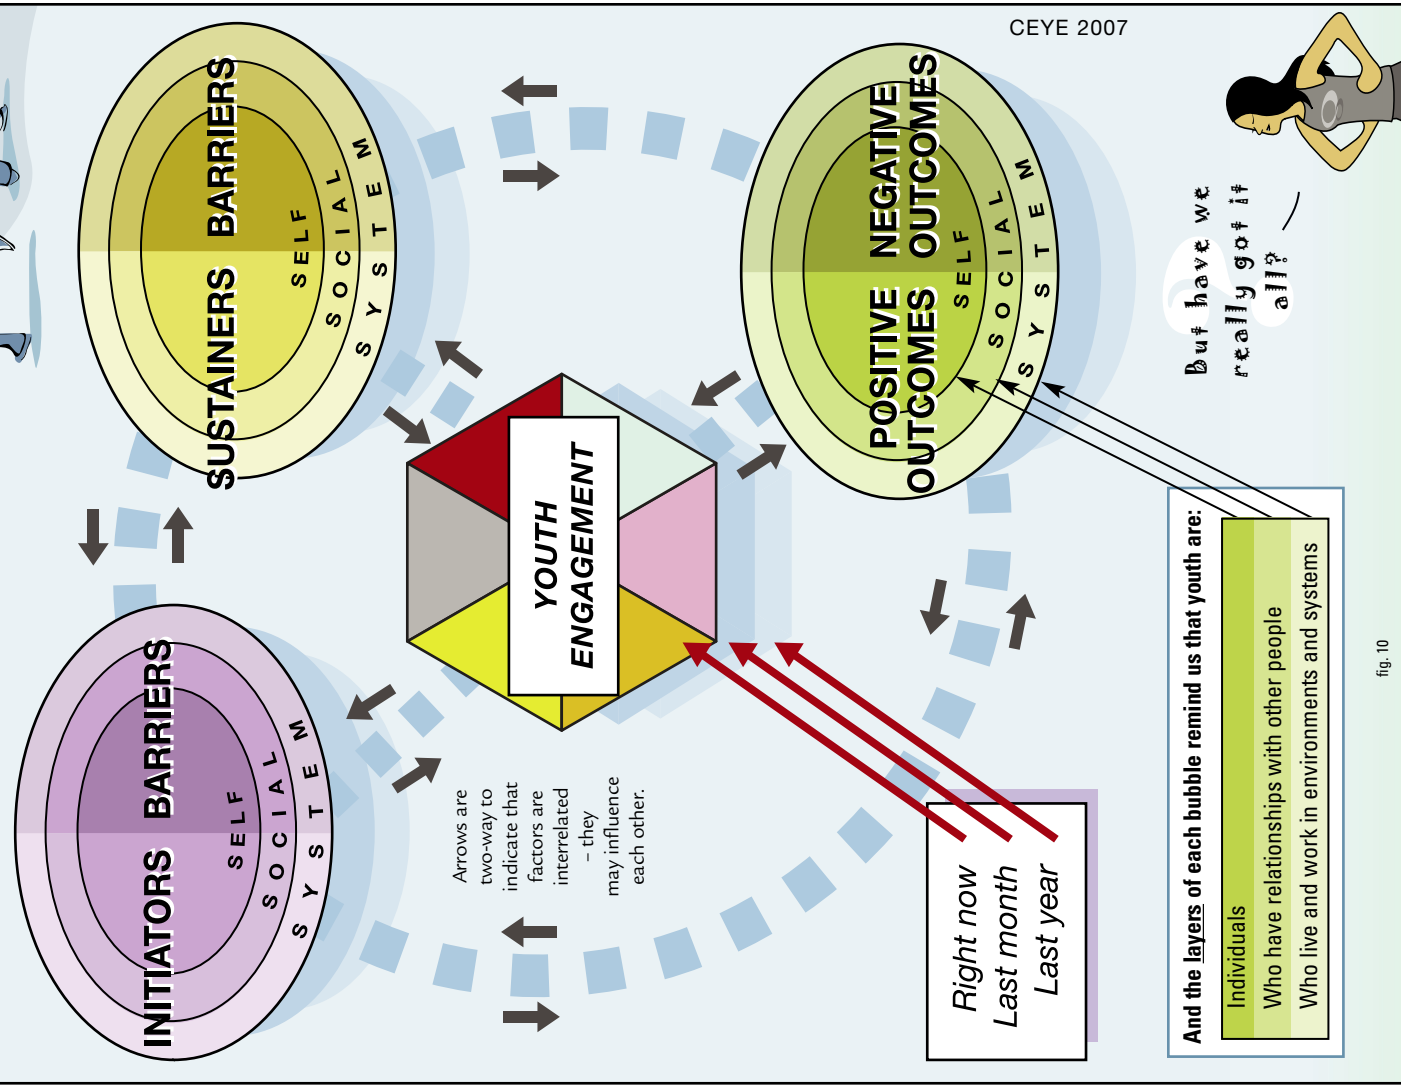 CEYE 2007
INITIATORS BARRIERS
SELF
SOCIAL
SYSTEM
SUSTAINERS BARRIERS
SELF
SOCIAL
SYSTEM
YOUTH
ENGAGEMENT
Arrows are
two-way to
indicate that
factors are
interrelated
– they
may influence
each other.
POSITIVE NEGATIVE
OUTCOMES OUTCOMES
SELF
SOCIAL
SYSTEM
Right now
Last month
Last year
But have we
really got it
all?
And the layers of each bubble remind us that youth are:
Individuals
Who have relationships with other people
Who live and work in environments and systems
fig. 10